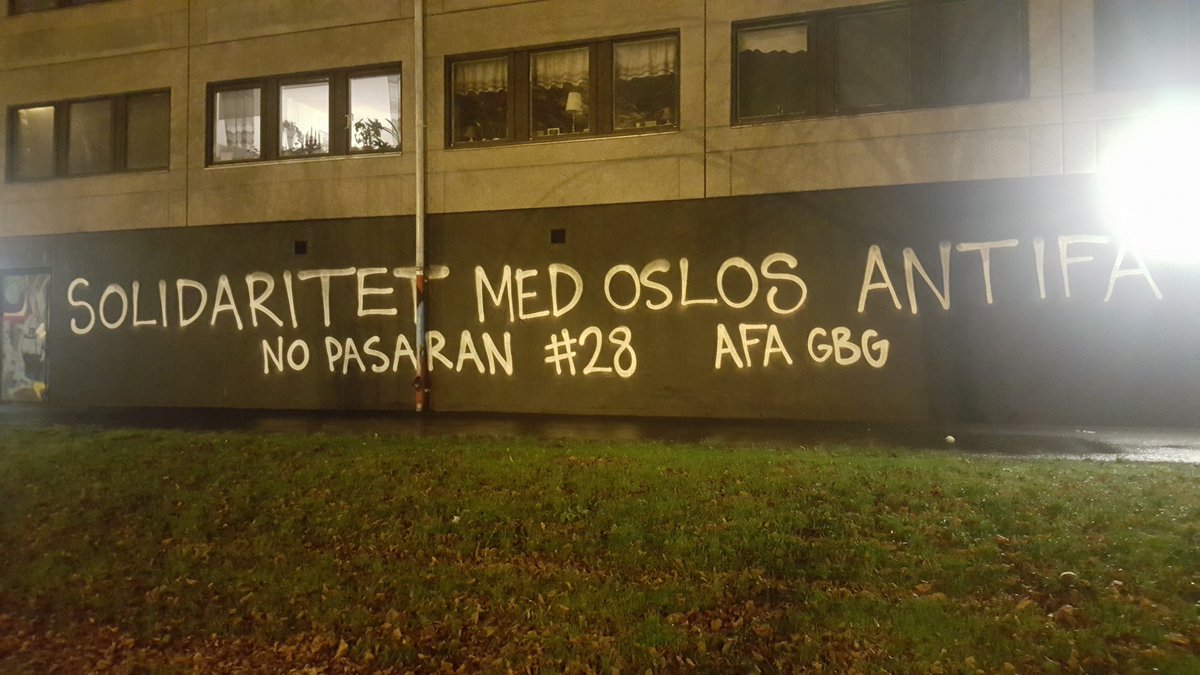 SOLIDARITET MED OSLOS ANTIFA
NO PASARAN #28 AFA GBG